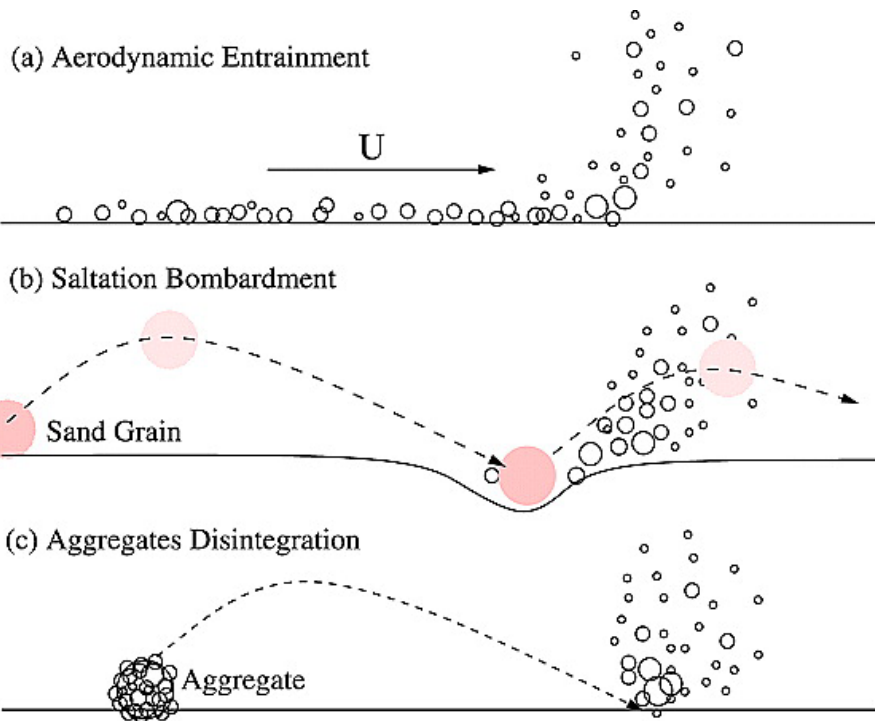 (a) Aerodynamic Entrainment
U
(b) Saltation Bombardment
Sand Grain
(c) Aggregates Disintegration
Aggregate